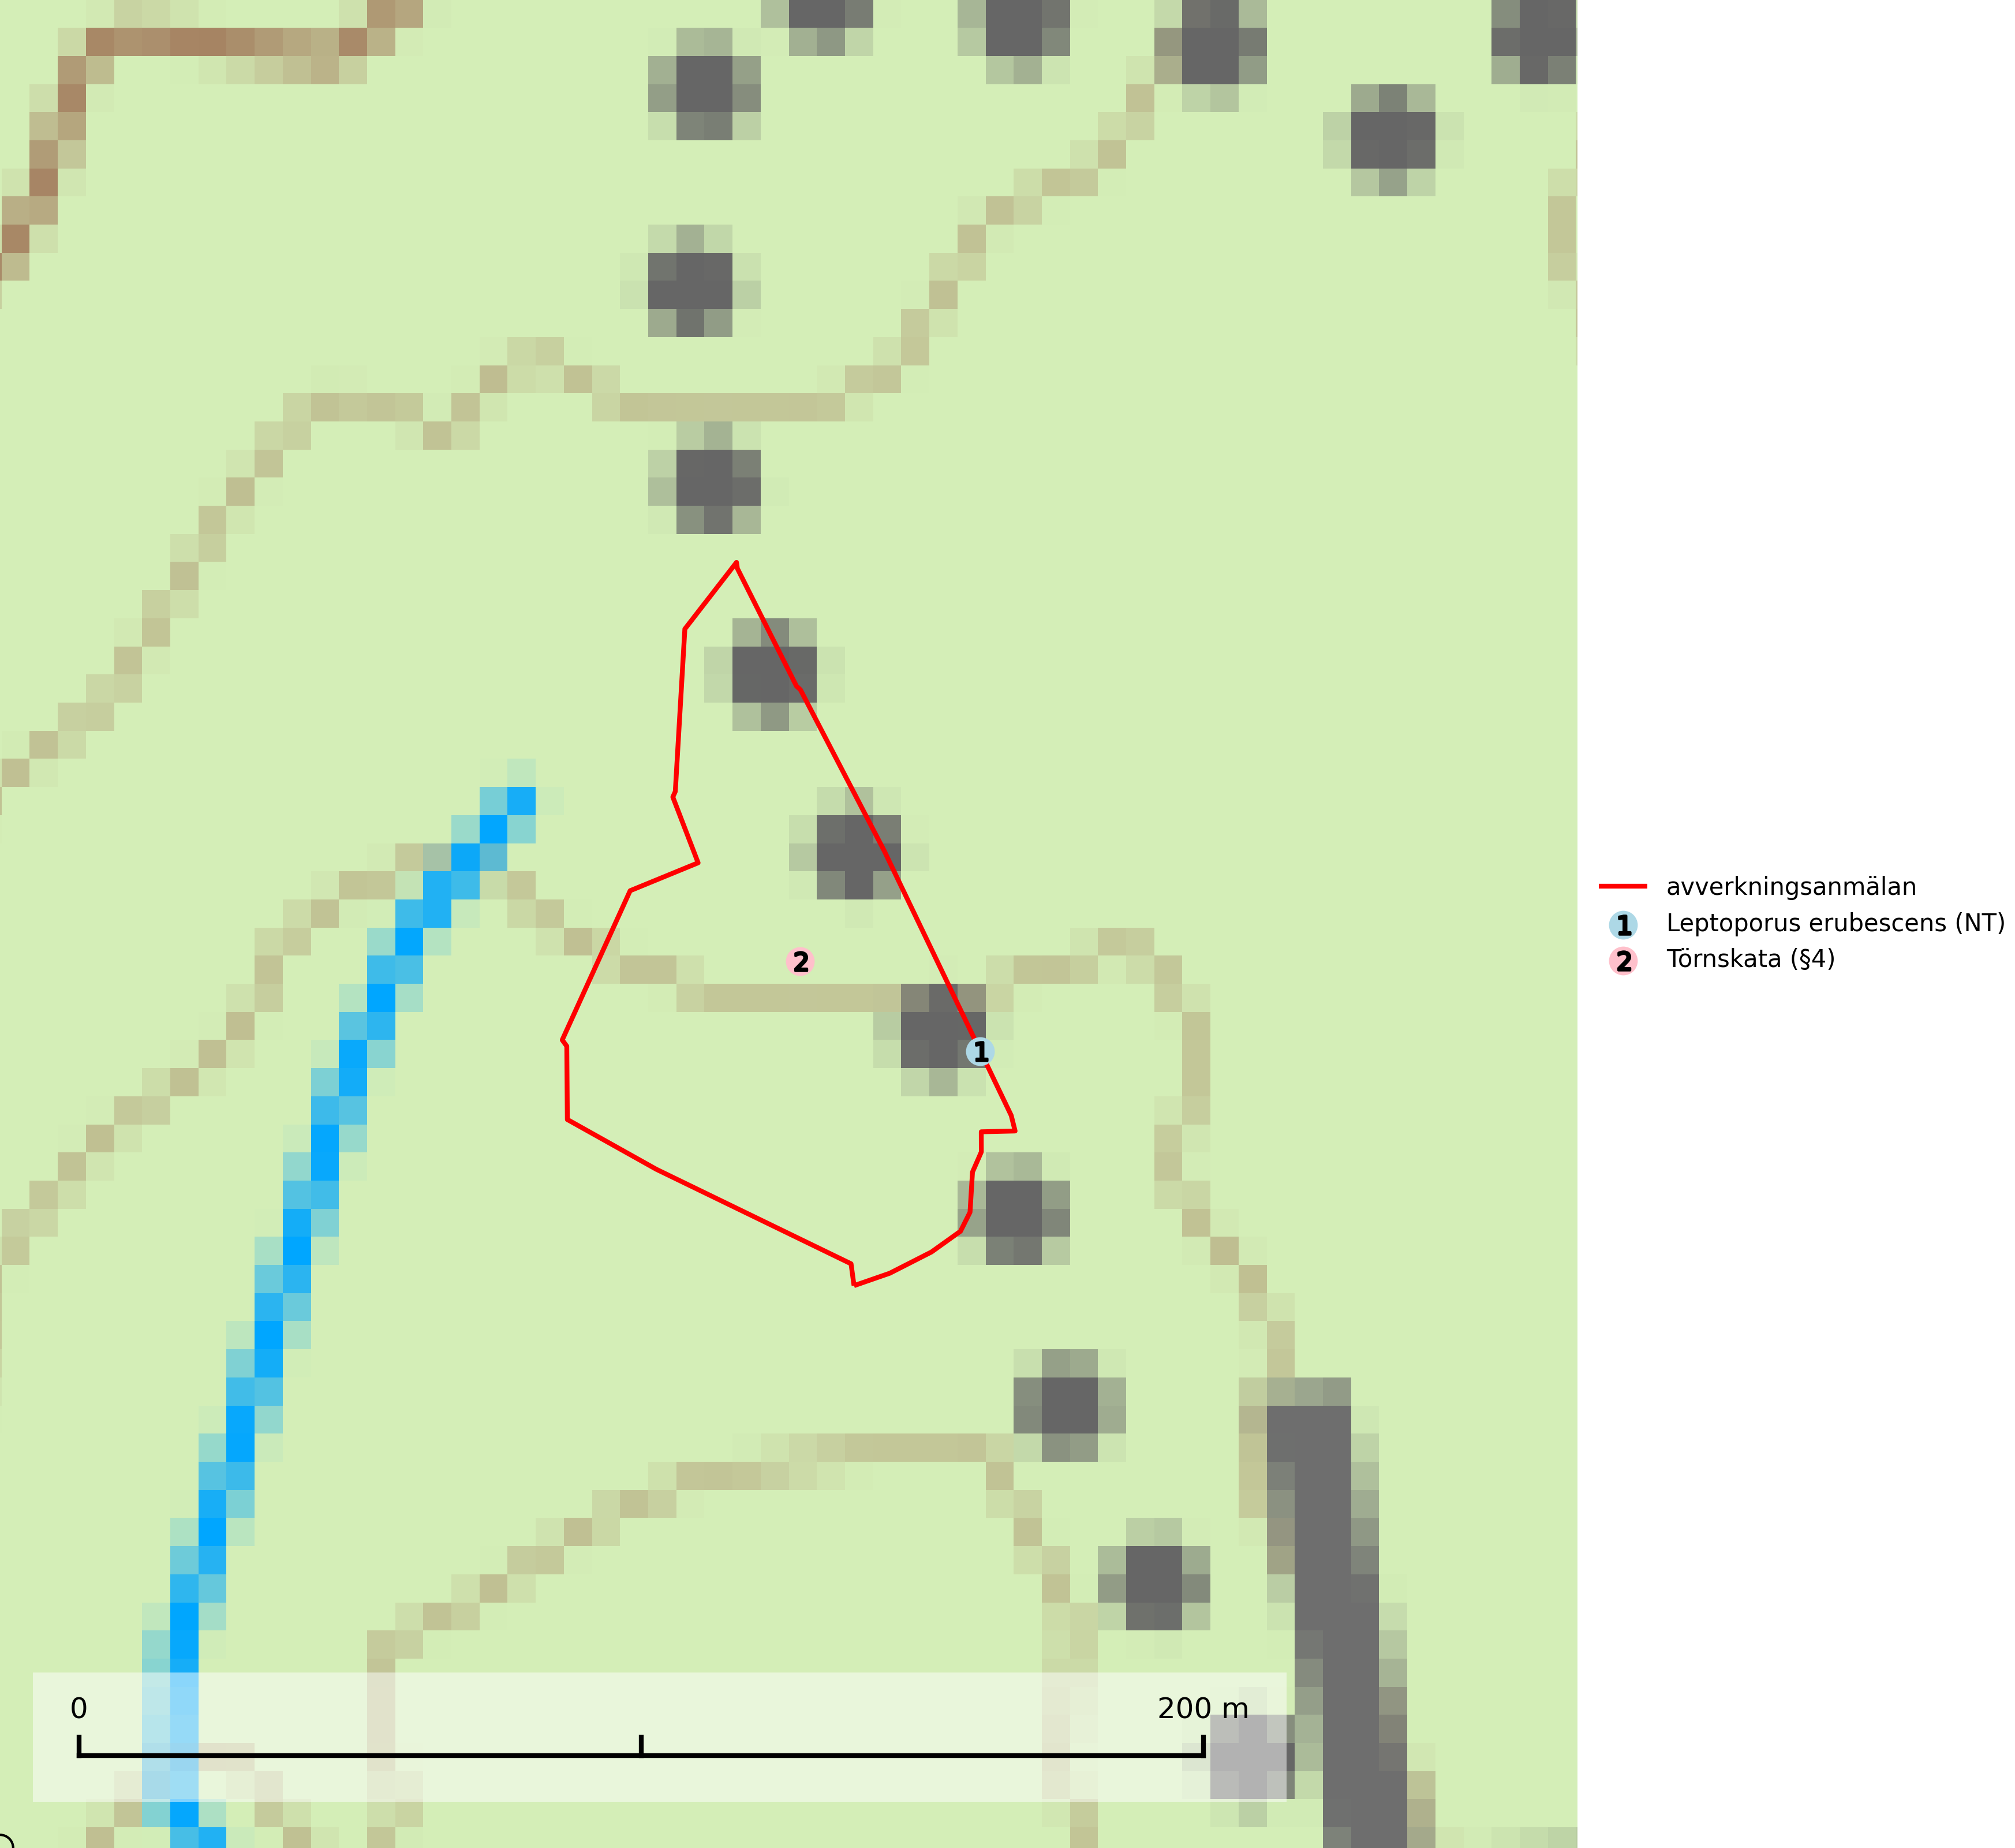 avverkningsanmälan
1 Leptoporus erubescens (NT)
2 Törnskata (§4)
2
1
0 200 m